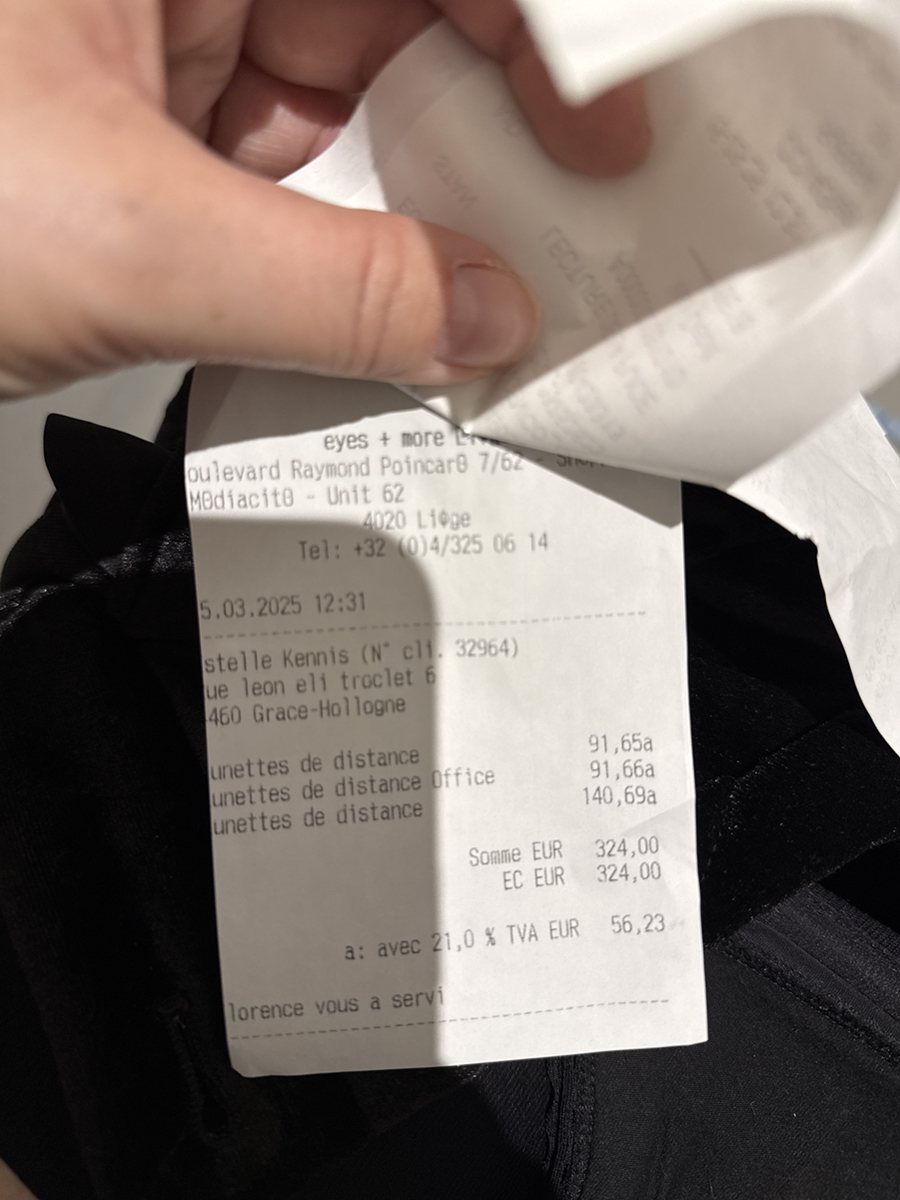 eyes + more
oulevard Raymond Poincar0 7/62 - Shopp
M0diacit0 - Unit 62
4020 Li0ge
Tel: +32 (0)4/325 06 14
5.03.2025 12:31
stelle Kennis (N° cli. 32964)
ue leon eli troclet 6
460 Grace-Hollogne
unettes de distance 91,65a
unettes de distance Office 91,66a
unettes de distance 140,69a
Somme EUR 324,00
EC EUR 324,00
a: avec 21,0 % TVA EUR 56,23
lorence vous a servi
LECTURE